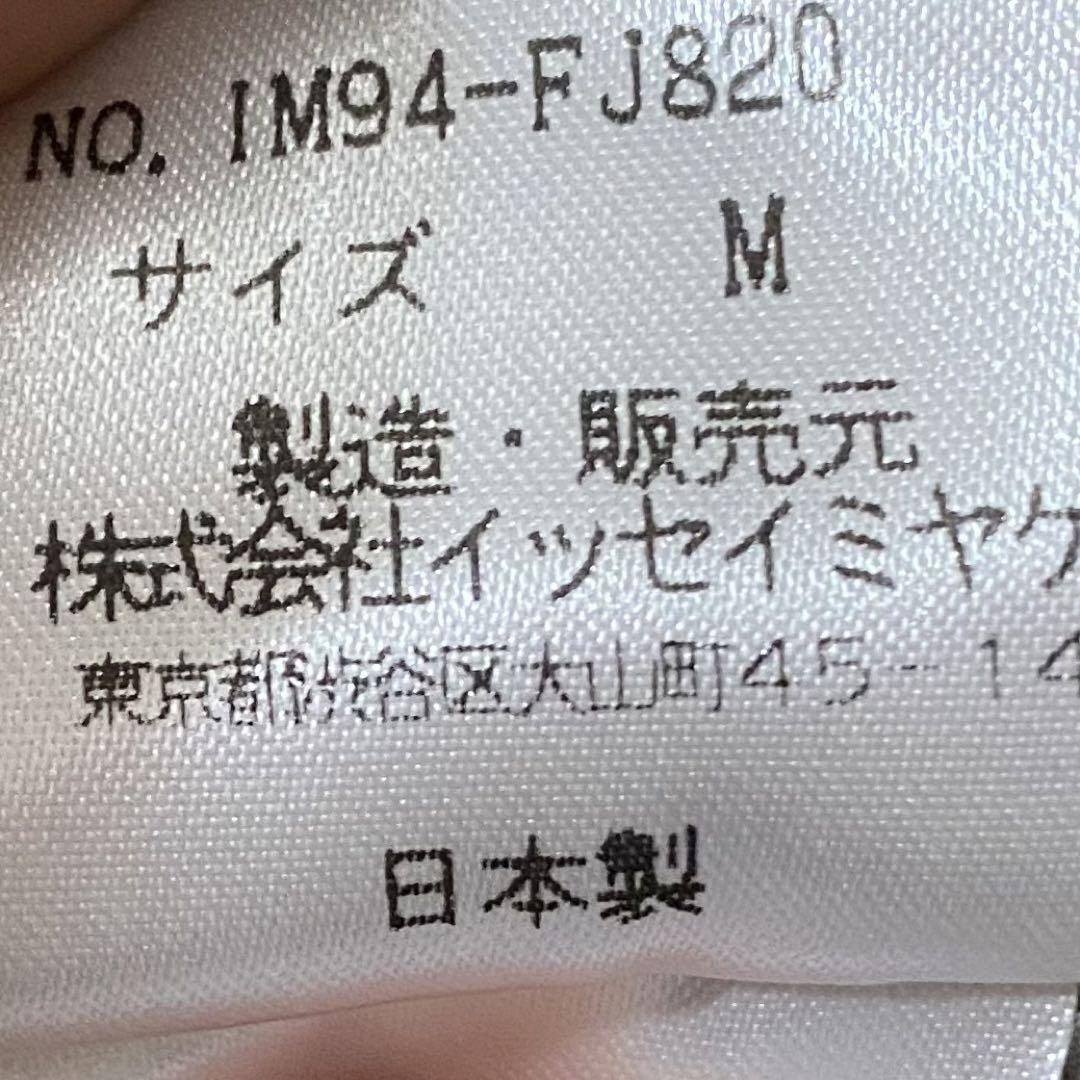 NO. IM94-FJ820
サイズ M
製造・販売元
株式会社イッセイミヤケ
東京都渋谷区大山町45-14
日本製